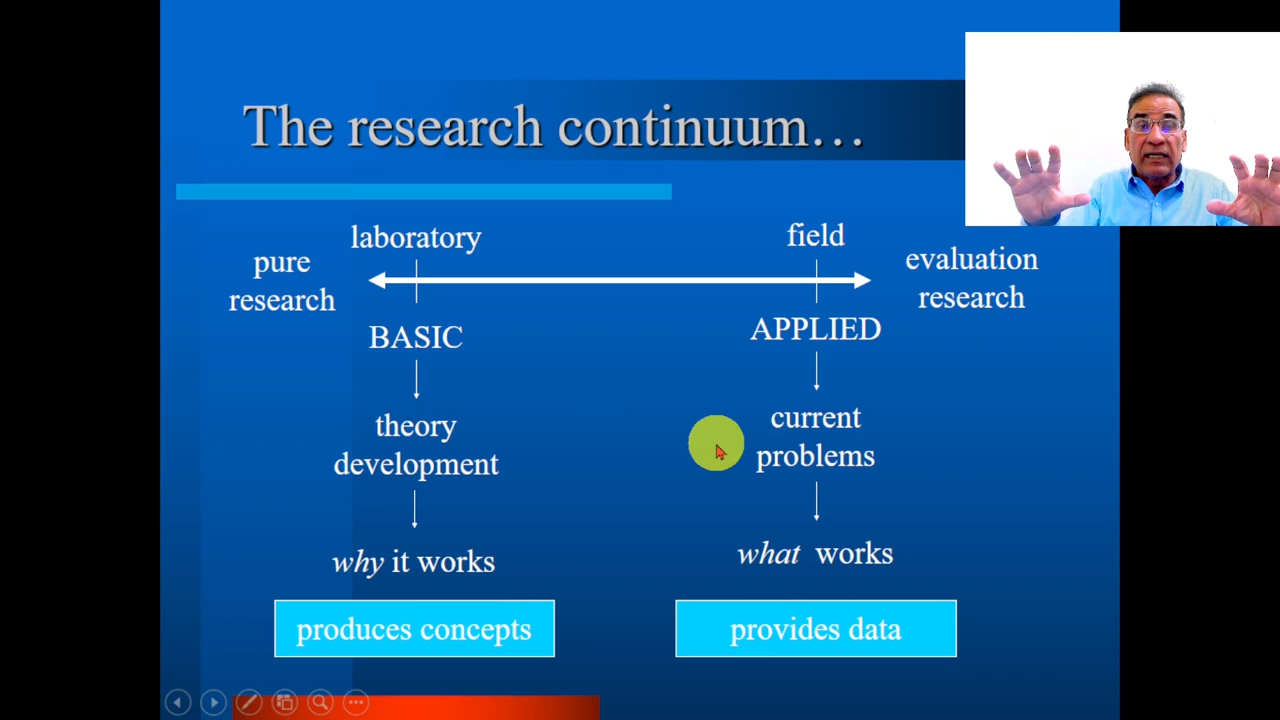 The research continuum…
laboratory
field
pure
research
evaluation
research
BASIC
APPLIED
theory
development
current
problems
why it works
what works
produces concepts
provides data